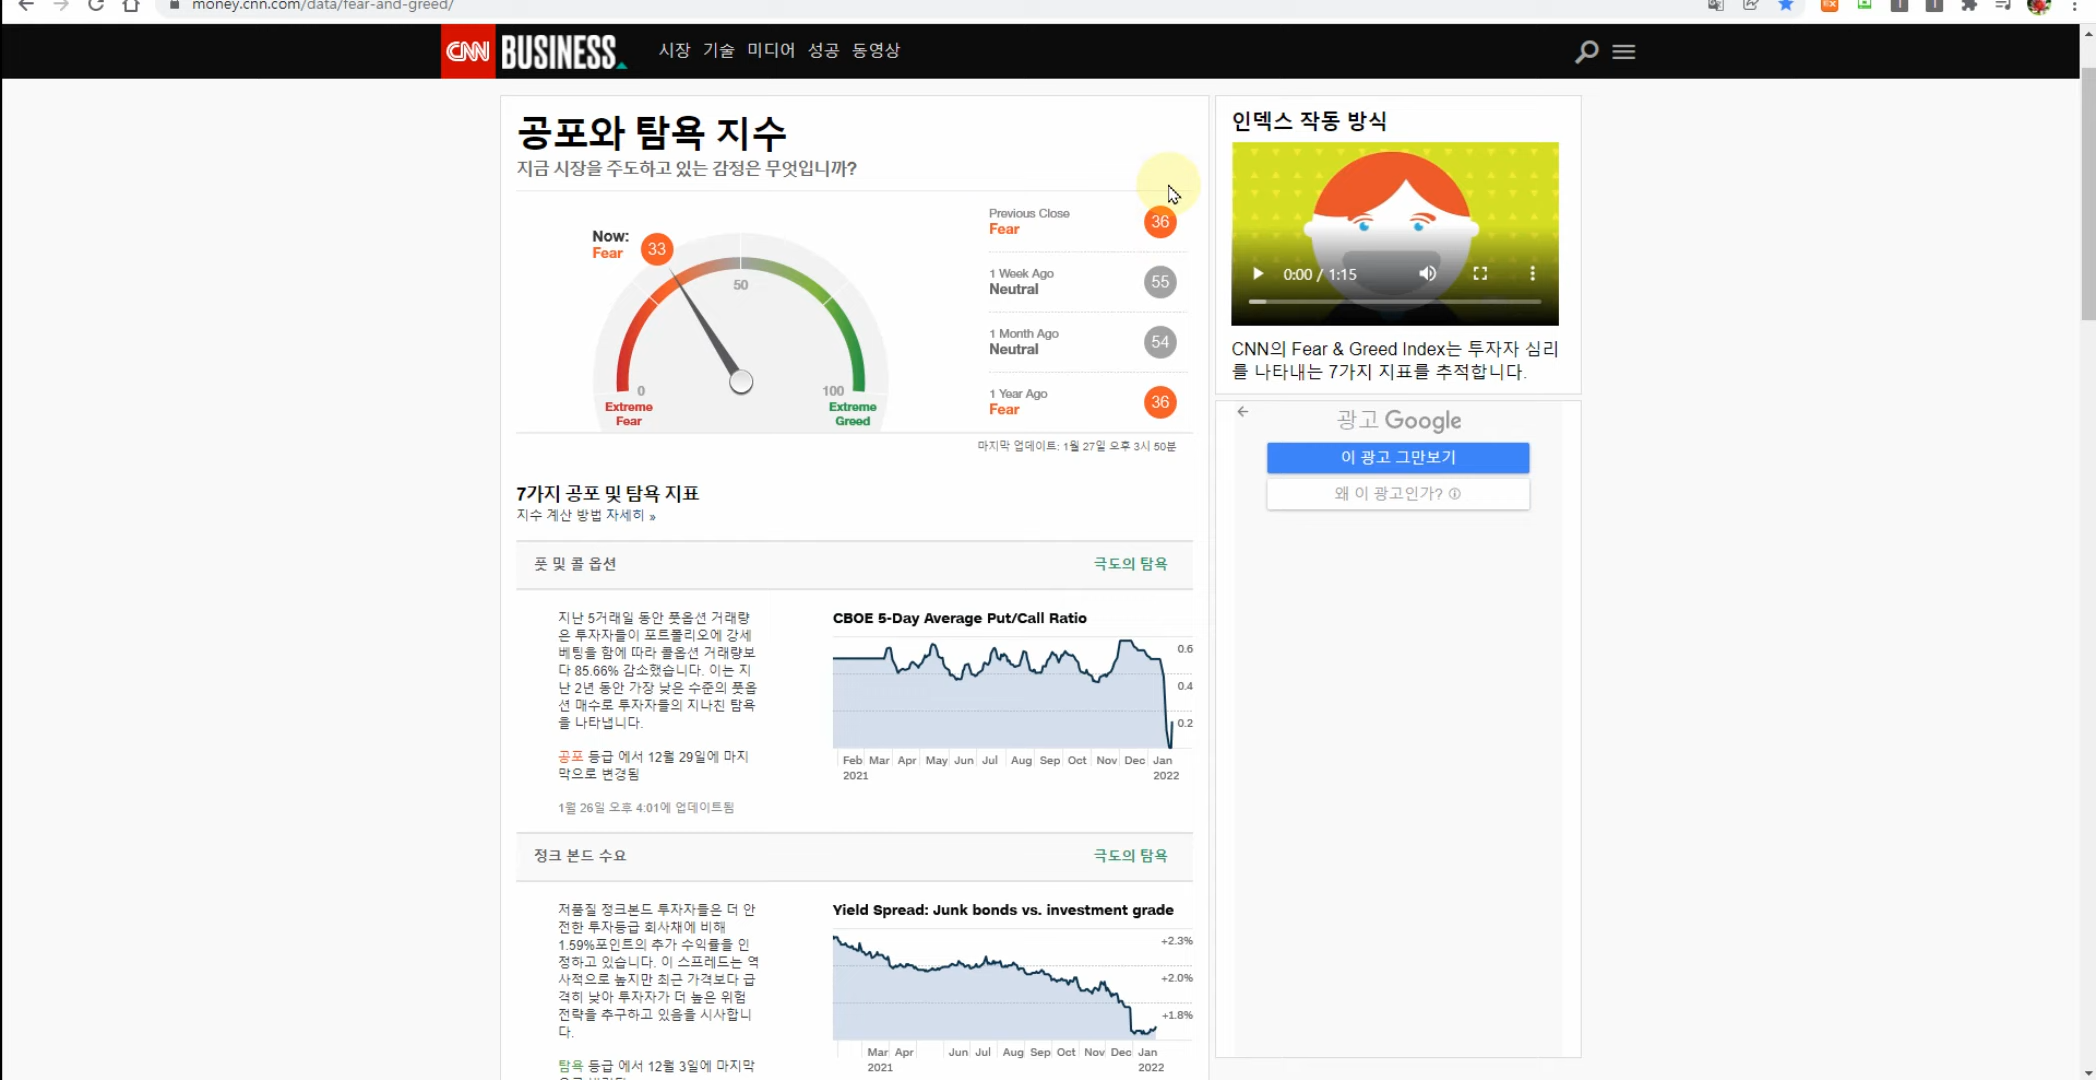 money.cnn.com/data/fear-and-greed/
CNN BUSINESS
시장 기술 미디어 성공 동영상
공포와 탐욕 지수
지금 시장을 주도하고 있는 감정은 무엇입니까?
Now:
Fear
33
50
0
100
Extreme
Fear
Extreme
Greed
Previous Close
Fear
36
1 Week Ago
Neutral
55
1 Month Ago
Neutral
54
1 Year Ago
Fear
36
마지막 업데이트: 1월 27일 오후 3시 50분
7가지 공포 및 탐욕 지표
지수 계산 방법 자세히 »
풋 및 콜 옵션
극도의 탐욕
지난 5거래일 동안 풋옵션 거래량
은 투자자들이 포트폴리오에 강세
베팅을 함에 따라 콜옵션 거래량보
다 85.66% 감소했습니다. 이는 지
난 2년 동안 가장 낮은 수준의 풋옵
션 매수로 투자자들의 지나친 탐욕
을 나타냅니다.
공포 등급 에서 12월 29일에 마지
막으로 변경됨
1월 26일 오후 4:01에 업데이트됨
CBOE 5-Day Average Put/Call Ratio
0.6
0.4
0.2
Feb Mar Apr May Jun Jul Aug Sep Oct Nov Dec Jan
2021 2022
정크 본드 수요
극도의 탐욕
저품질 정크본드 투자자들은 더 안
전한 투자등급 회사채에 비해
1.59%포인트의 추가 수익률을 인
정하고 있습니다. 이 스프레드는 역
사적으로 높지만 최근 가격보다 급
격히 낮아 투자자가 더 높은 위험
전략을 추구하고 있음을 시사합니
다.
탐욕 등급 에서 12월 3일에 마지막
Yield Spread: Junk bonds vs. investment grade
+2.3%
+2.0%
+1.8%
Mar Apr Jun Jul Aug Sep Oct Nov Dec Jan
2021 2022
인덱스 작동 방식
0:00 / 1:15
CNN의 Fear & Greed Index는 투자자 심리
를 나타내는 7가지 지표를 추적합니다.
광고 Google
이 광고 그만보기
왜 이 광고인가?